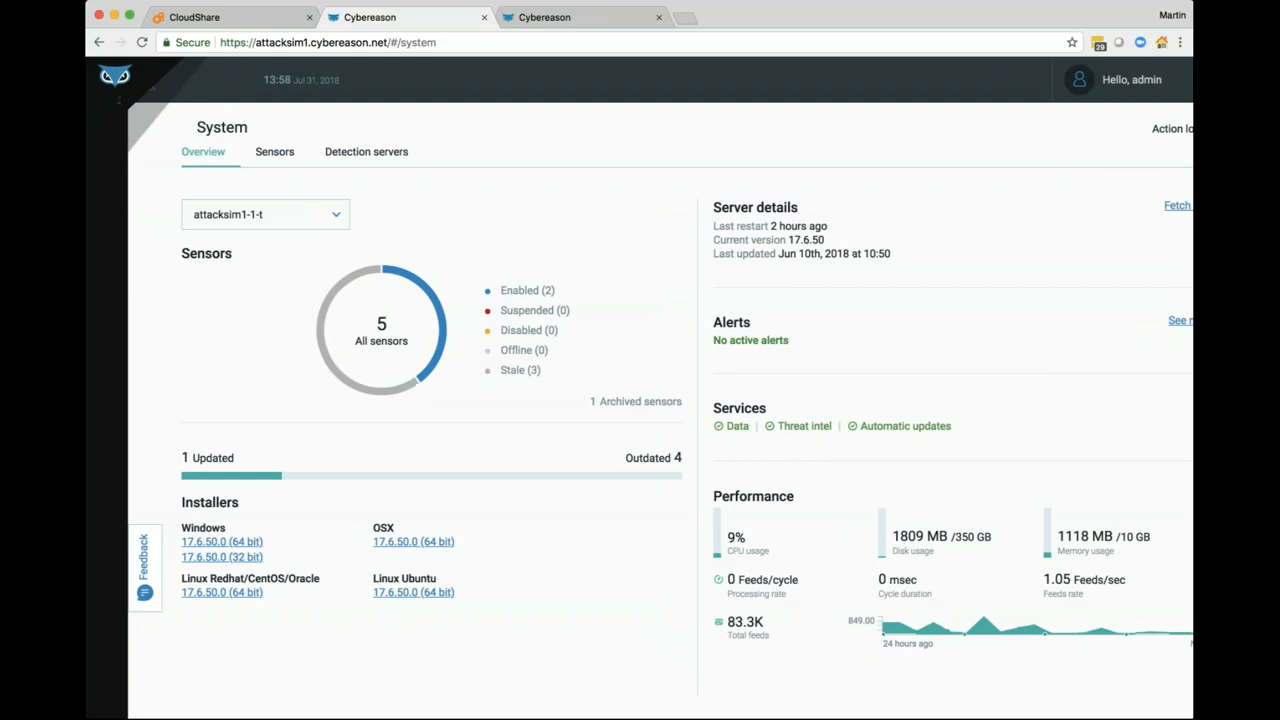 CloudShare
Cybereason
Cybereason
Martin
Secure
https://attacksim1.cybereason.net/#/system
29
13:58 Jul 31, 2018
Hello, admin
System
Action lo
Overview
Sensors
Detection servers
attacksim1-1-t
Sensors
5
All sensors
Enabled (2)
Suspended (0)
Disabled (0)
Offline (0)
Stale (3)
1 Archived sensors
1 Updated
Outdated 4
Installers
Windows
17.6.50.0 (64 bit)
17.6.50.0 (32 bit)
OSX
17.6.50.0 (64 bit)
Linux Redhat/CentOS/Oracle
17.6.50.0 (64 bit)
Linux Ubuntu
17.6.50.0 (64 bit)
Feedback
Server details
Fetch
Last restart 2 hours ago
Current version 17.6.50
Last updated Jun 10th, 2018 at 10:50
Alerts
See
No active alerts
Services
Data | Threat intel | Automatic updates
Performance
9%
CPU usage
1809 MB /350 GB
Disk usage
1118 MB /10 GB
Memory usage
0 Feeds/cycle
Processing rate
0 msec
Cycle duration
1.05 Feeds/sec
Feeds rate
83.3K
Total feeds
849.00
24 hours ago